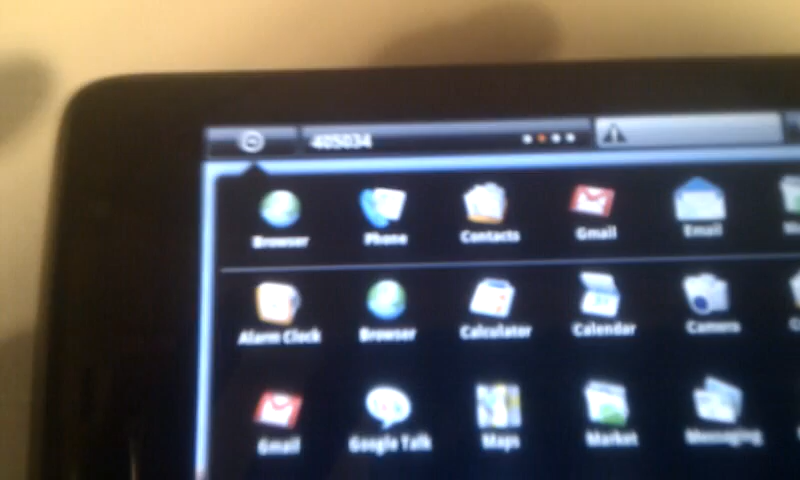 405034
Browser Phone Contacts Gmail Email
Alarm Clock Browser Calculator Calendar Camera
Gmail Google Talk Maps Market Messaging